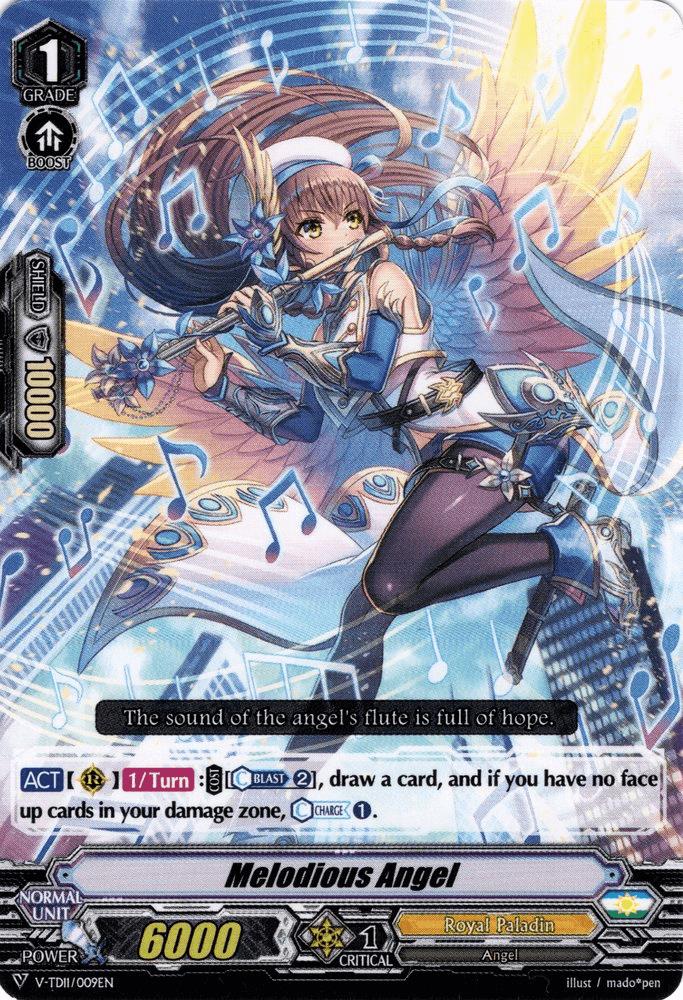 1
GRADE
BOOST
SHIELD
10000
The sound of the angel's flute is full of hope.
ACT [ R ] 1/Turn : COST [C BLAST 2], draw a card, and if you have no face
up cards in your damage zone, C CHARGE 1.
Melodious Angel
NORMAL
UNIT
POWER
6000
1
CRITICAL
Royal Paladin
Angel
V-TD11/009EN
illust / mado*pen